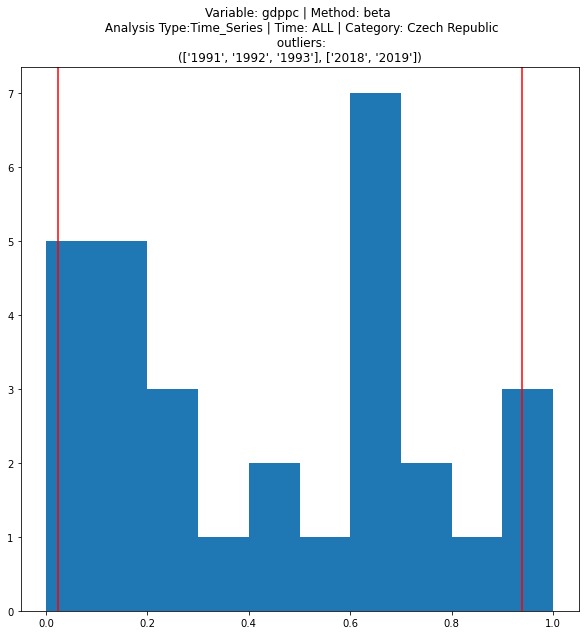 Variable: gdppc | Method: beta
Analysis Type:Time_Series | Time: ALL | Category: Czech Republic
outliers:
(['1991', '1992', '1993'], ['2018', '2019'])
7
6
5
4
3
2
1
0
0.0 0.2 0.4 0.6 0.8 1.0